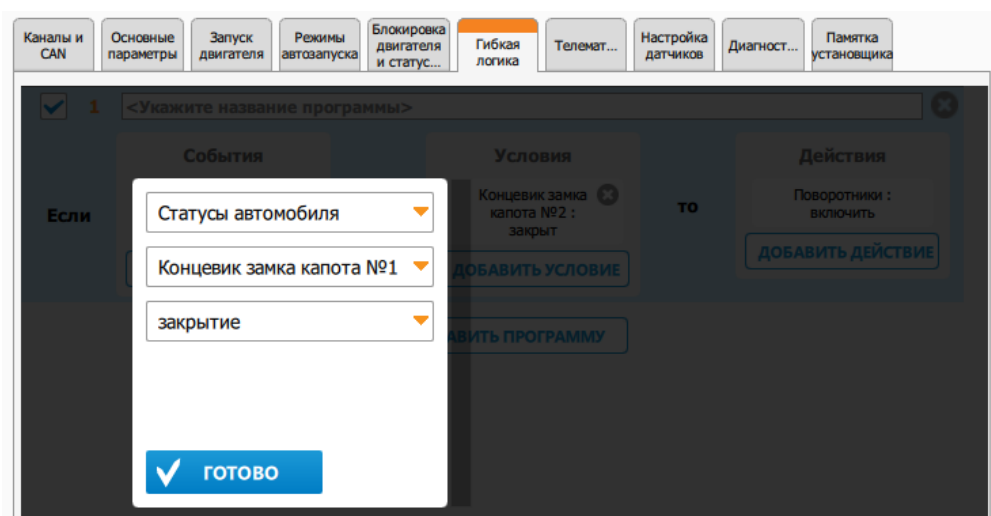 Каналы и
CAN
Основные
параметры
Запуск
двигателя
Режимы
автозапуска
Блокировка
двигателя
и статус...
Гибкая
логика
Телемат...
Настройка
датчиков
Диагност...
Памятка
установщика
1 <Укажите название программы>
События
Условия
Действия
Если
Статусы автомобиля
Концевик замка капота №1
закрытие
ГОТОВО
Концевик замка
капота №2 :
закрыт
ДОБАВИТЬ УСЛОВИЕ
то
Поворотники :
включить
ДОБАВИТЬ ДЕЙСТВИЕ
АВИТЬ ПРОГРАММУ